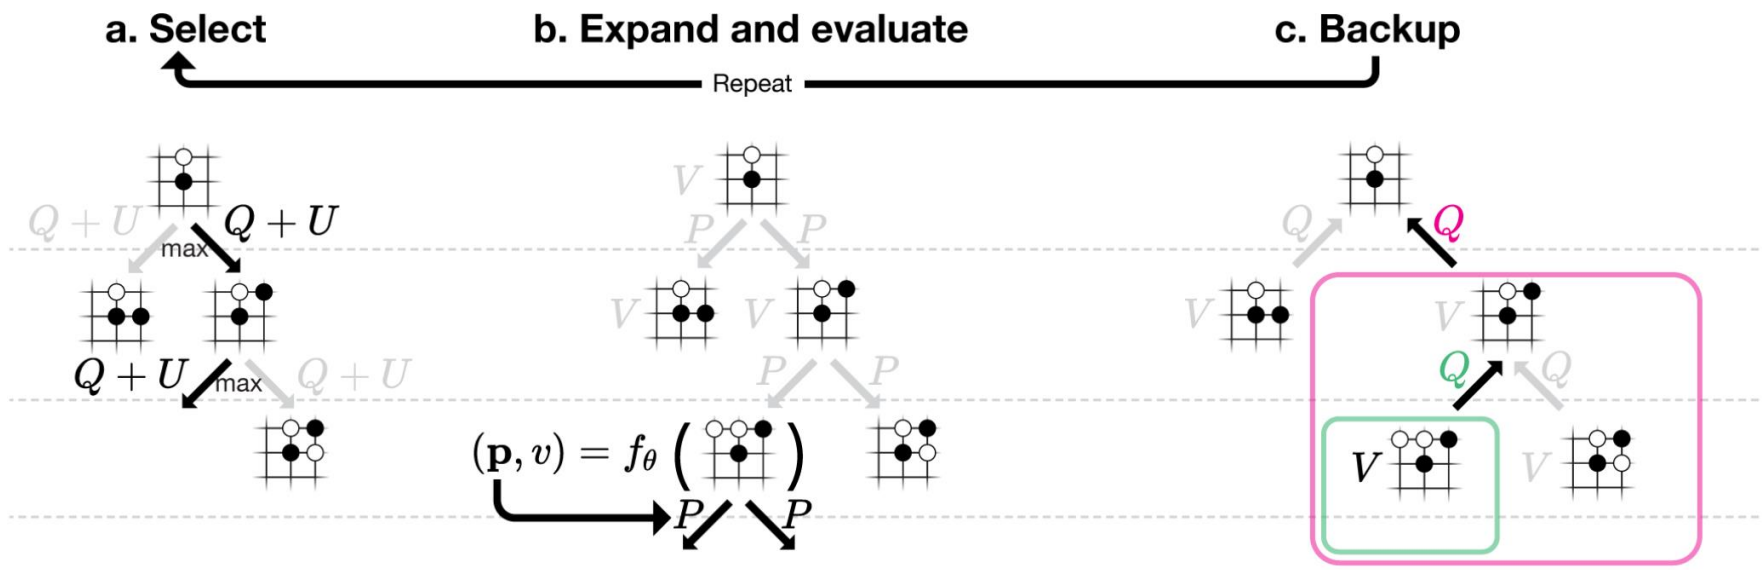 a. Select b. Expand and evaluate c. Backup
Repeat
V
Q + U Q + U P P Q Q
max
V V V V
Q + U max Q + U P P Q Q
(p, v) = fθ ( ) V V
P P